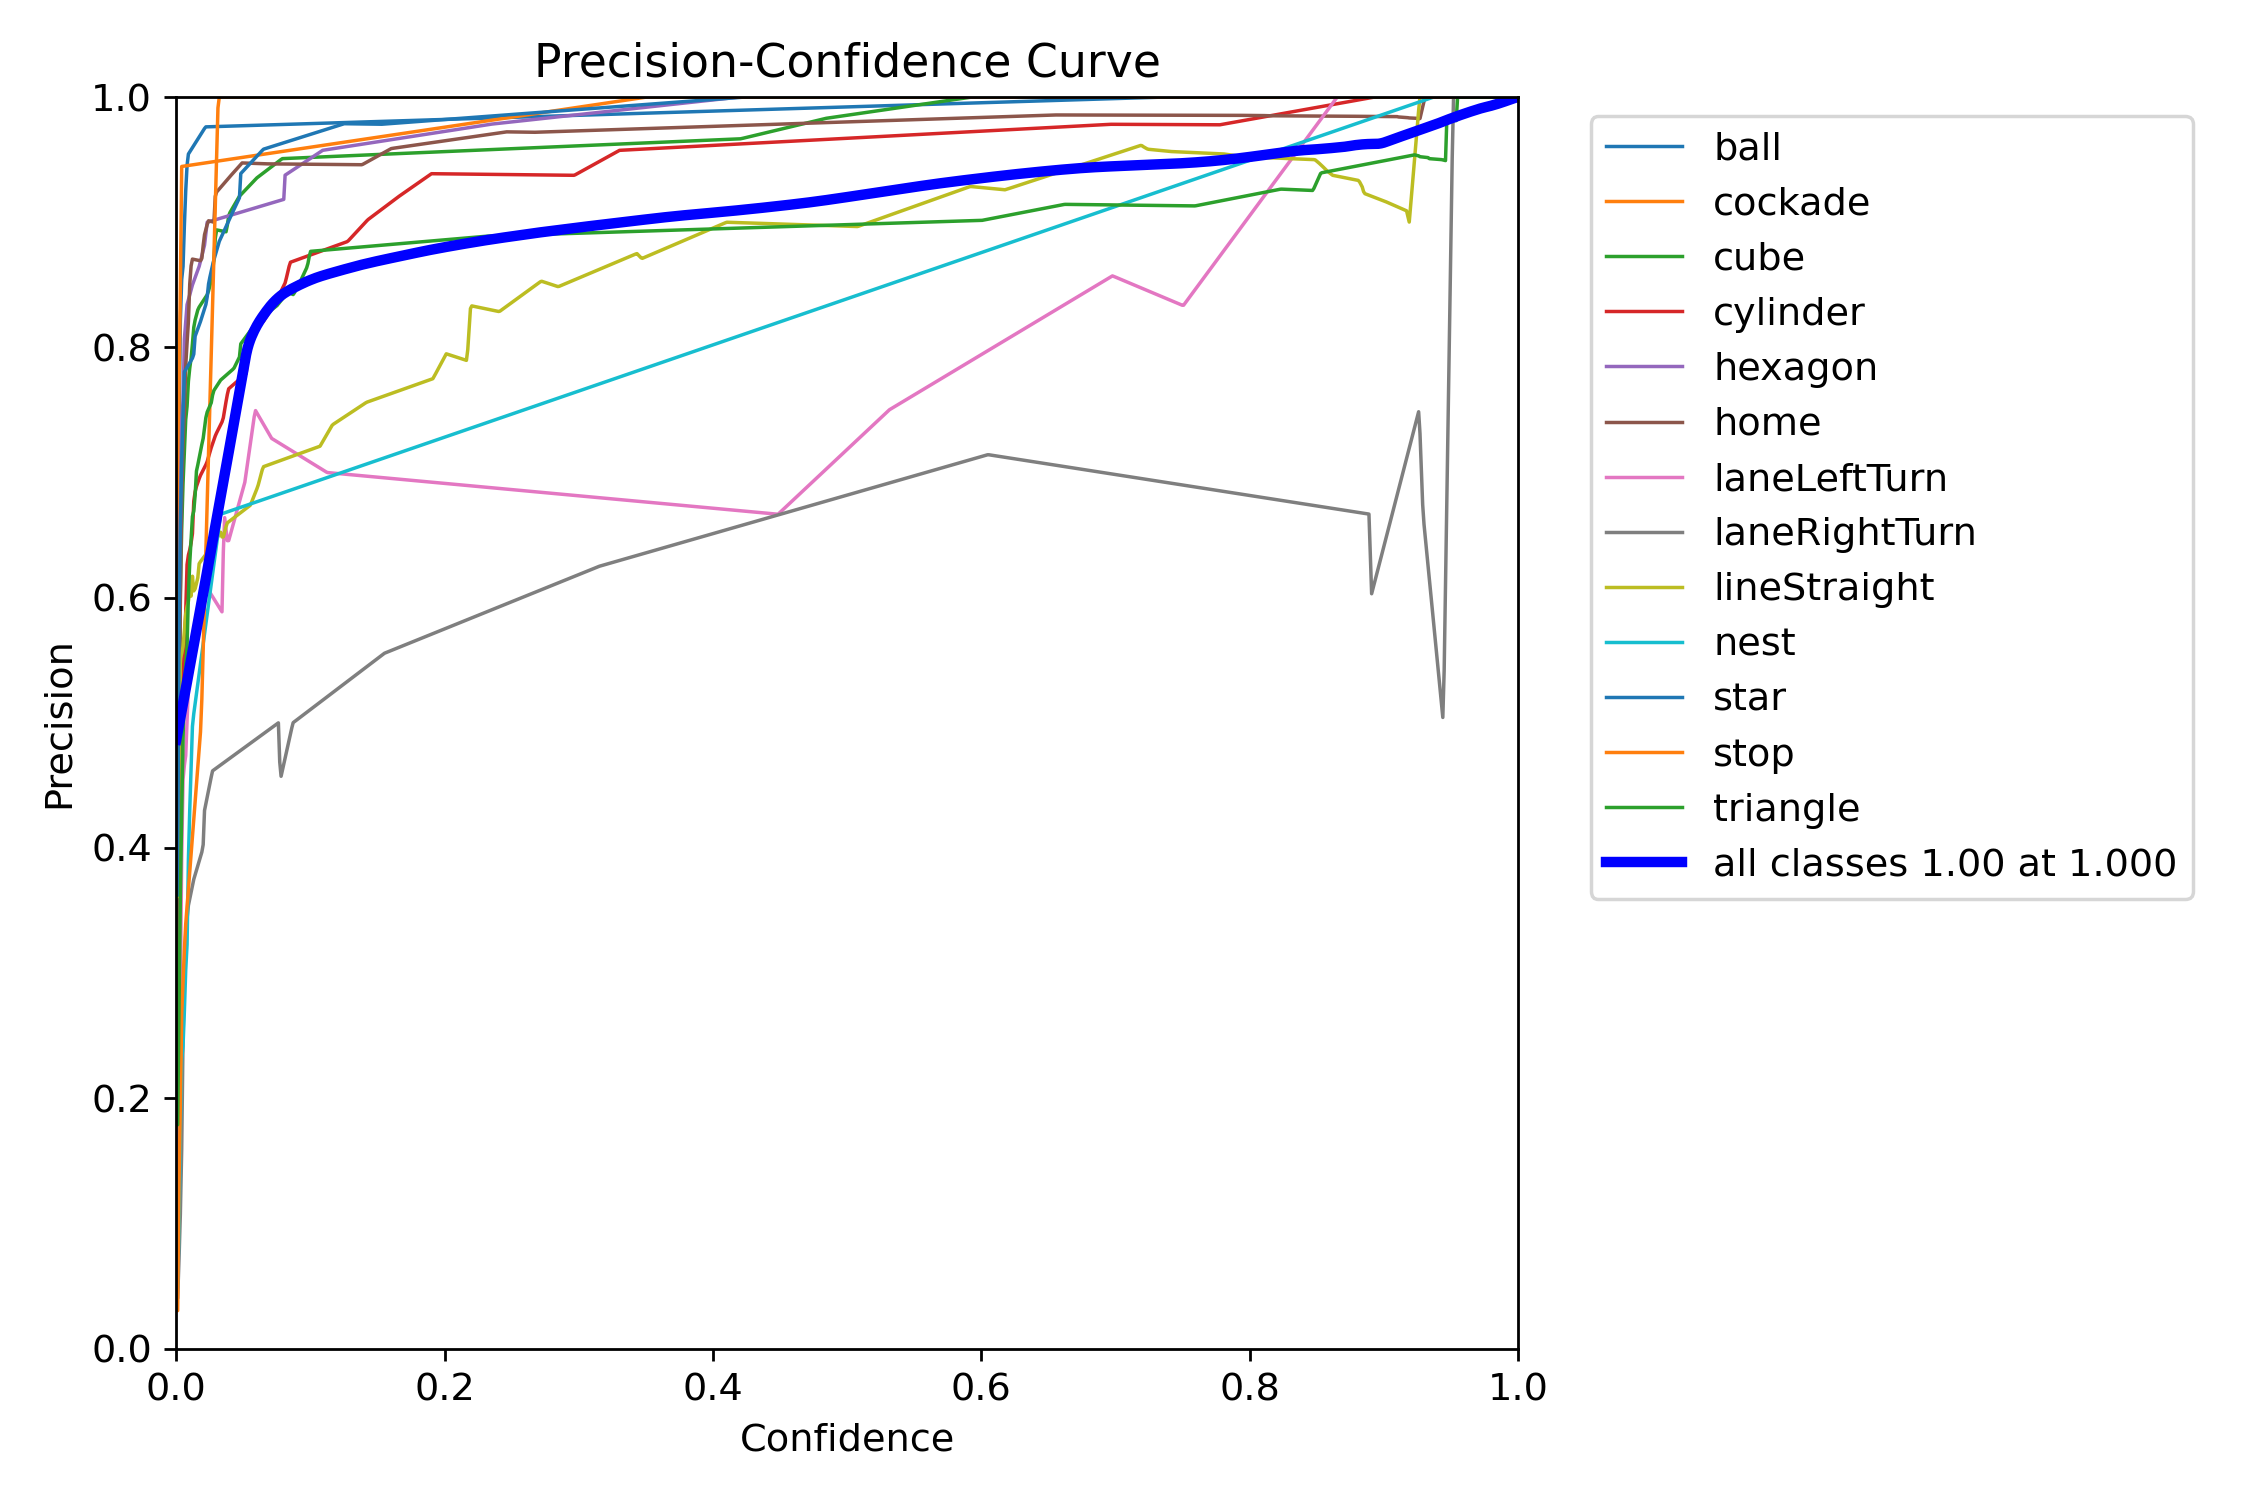 Precision-Confidence Curve
1.0
0.8
0.6
0.4
0.2
0.0
Precision
0.0 0.2 0.4 0.6 0.8 1.0
Confidence
ball
cockade
cube
cylinder
hexagon
home
laneLeftTurn
laneRightTurn
lineStraight
nest
star
stop
triangle
all classes 1.00 at 1.000